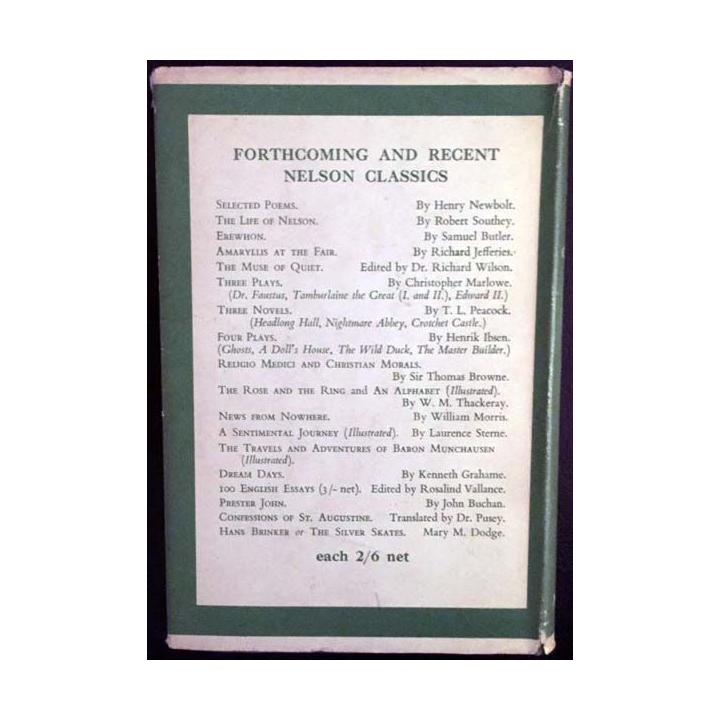 FORTHCOMING AND RECENT
NELSON CLASSICS
SELECTED POEMS. By Henry Newbolt.
THE LIFE OF NELSON. By Robert Southey.
EREWHON. By Samuel Butler.
AMARYLLIS AT THE FAIR. By Richard Jefferies.
THE MUSE OF QUIET. Edited by Dr. Richard Wilson.
THREE PLAYS. By Christopher Marlowe.
(Dr. Faustus, Tamburlaine the Great (I. and II.), Edward II.)
THREE NOVELS. By T. L. Peacock.
(Headlong Hall, Nightmare Abbey, Crotchet Castle.)
FOUR PLAYS. By Henrik Ibsen.
(Ghosts, A Doll's House, The Wild Duck, The Master Builder.)
RELIGIO MEDICI AND CHRISTIAN MORALS.
By Sir Thomas Browne.
THE ROSE AND THE RING and AN ALPHABET (Illustrated).
By W. M. Thackeray.
NEWS FROM NOWHERE. By William Morris.
A SENTIMENTAL JOURNEY (Illustrated). By Laurence Sterne.
THE TRAVELS AND ADVENTURES OF BARON MUNCHAUSEN
(Illustrated).
DREAM DAYS. By Kenneth Grahame.
100 ENGLISH ESSAYS (3/- net). Edited by Rosalind Vallance.
PRESTER JOHN. By John Buchan.
CONFESSIONS OF ST. AUGUSTINE. Translated by Dr. Pusey.
HANS BRINKER or THE SILVER SKATES. Mary M. Dodge.
each 2/6 net